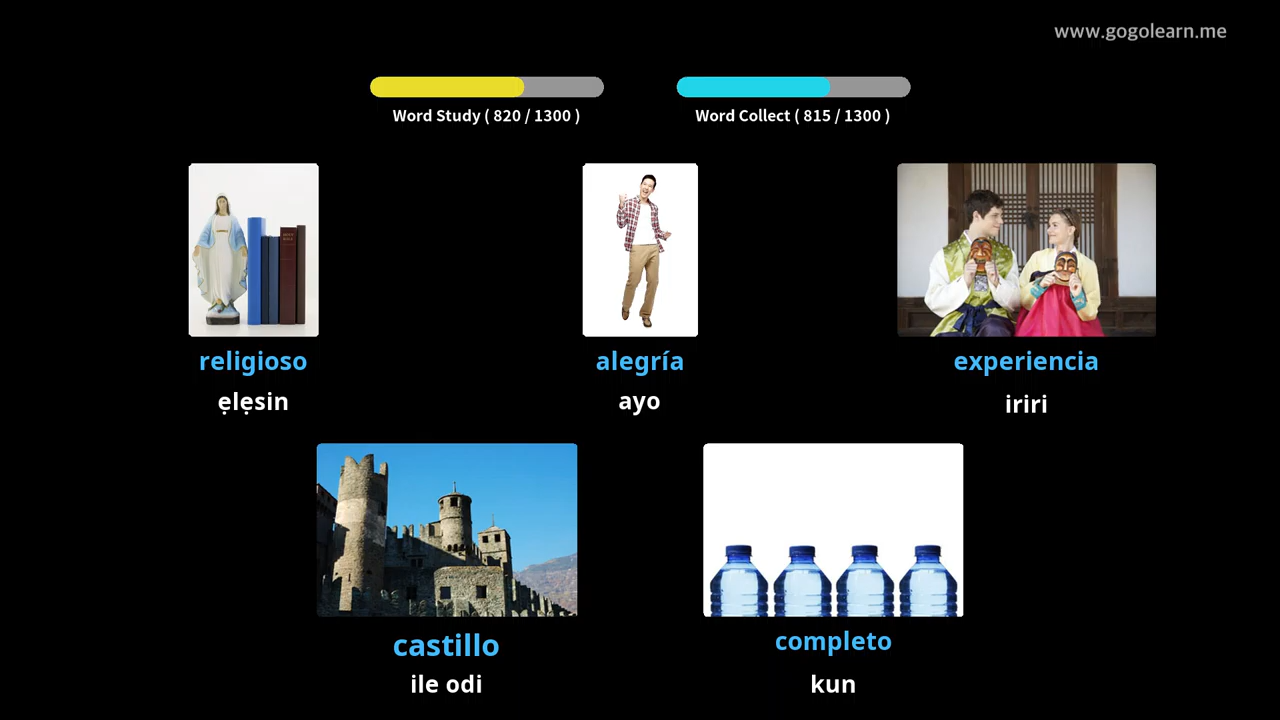 www.gogolearn.me
Word Study ( 820 / 1300 )
Word Collect ( 815 / 1300 )
religioso
ẹlẹsin
alegría
ayo
experiencia
iriri
castillo
ile odi
completo
kun